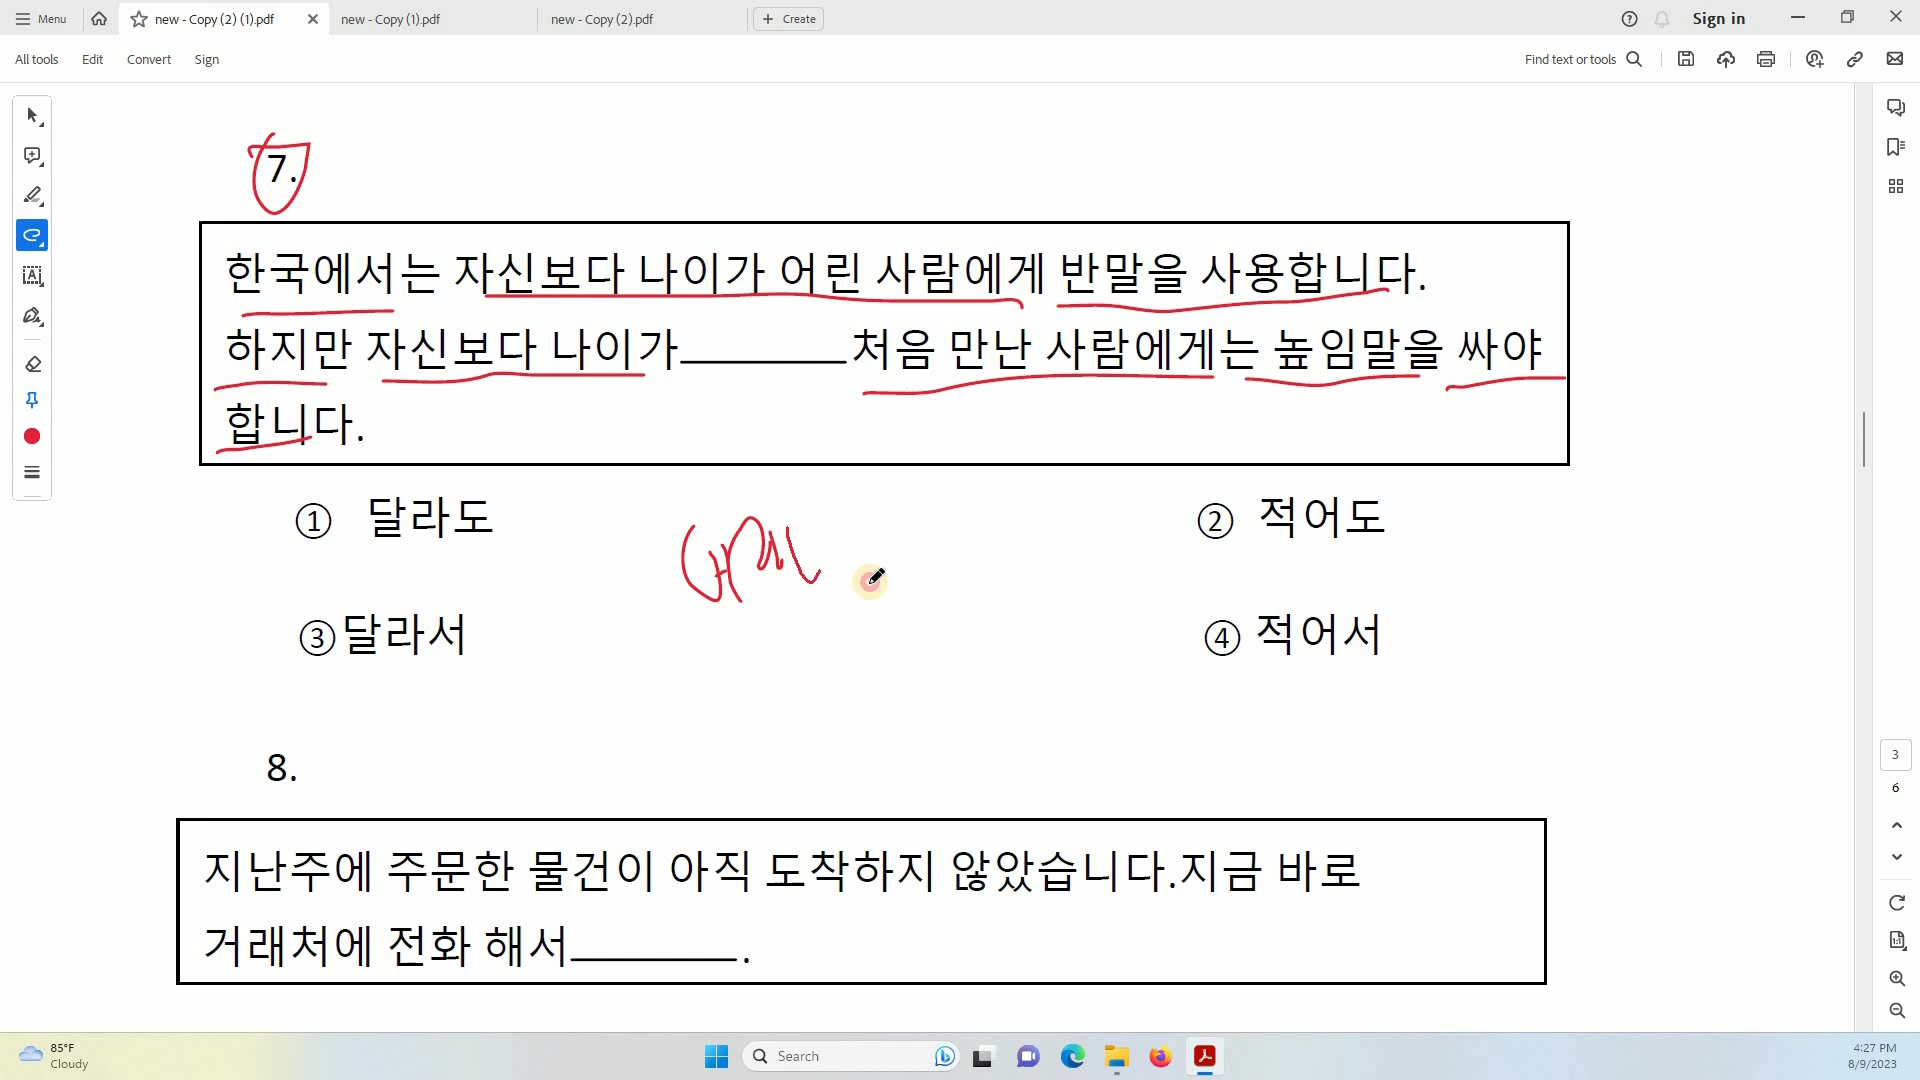 Menu
new - Copy (2) (1).pdf
new - Copy (1).pdf
new - Copy (2).pdf
Create
Sign in
All tools
Edit
Convert
Sign
Find text or tools
7.
한국에서는 자신보다 나이가 어린 사람에게 반말을 사용합니다.
하지만 자신보다 나이가________처음 만난 사람에게는 높임말을 싸야
합니다.
① 달라도
② 적어도
③달라서
④ 적어서
8.
지난주에 주문한 물건이 아직 도착하지 않았습니다.지금 바로
거래처에 전화 해서________.
3
6
85°F
Cloudy
Search
4:27 PM
8/9/2023